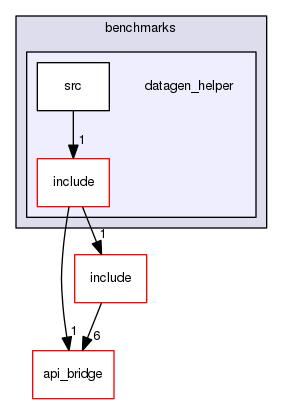 benchmarks
src
datagen_helper
1
include
1
include
1
6
api_bridge